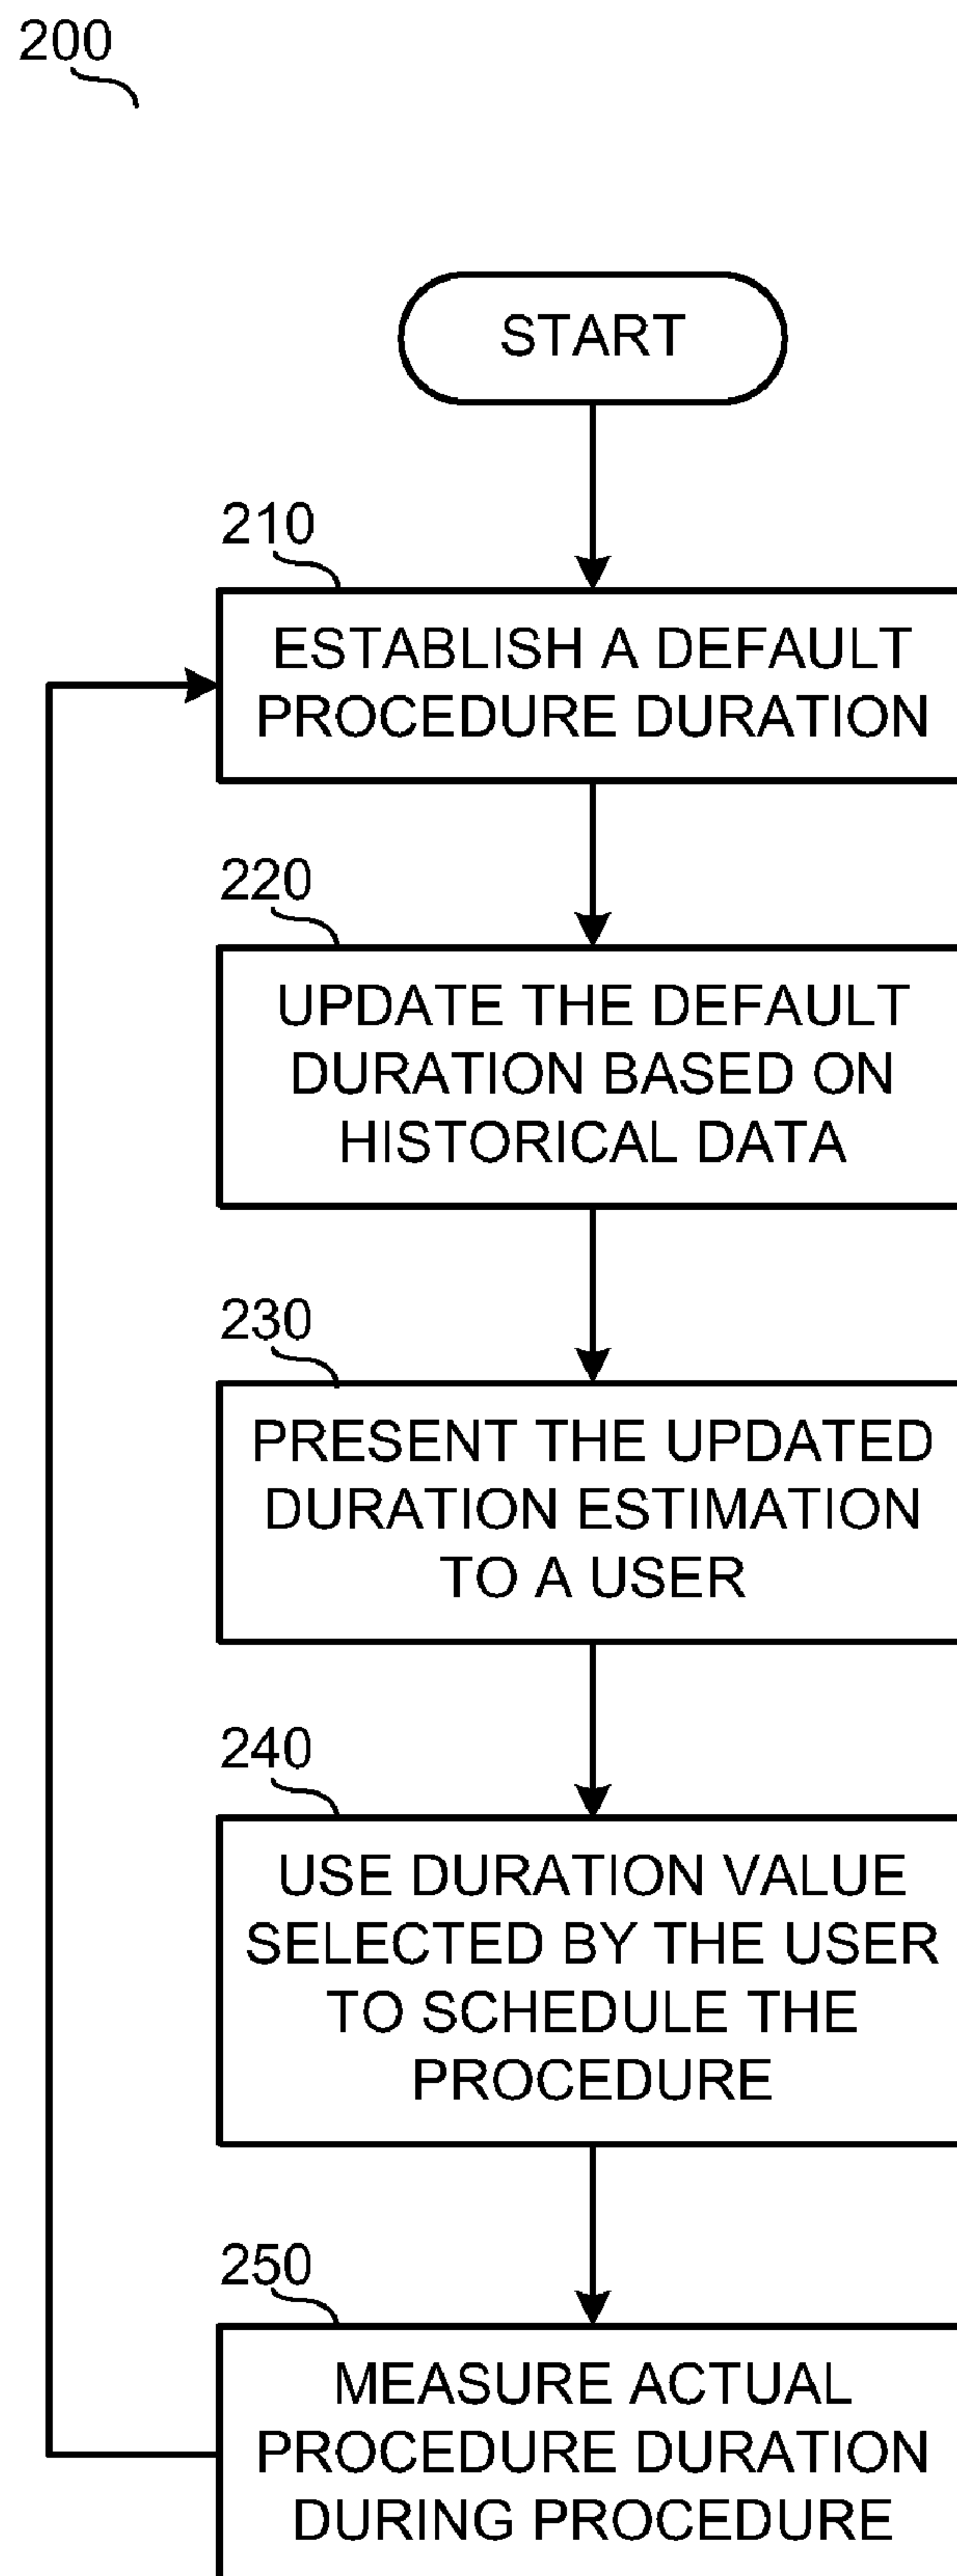 200
START
210
ESTABLISH A DEFAULT
PROCEDURE DURATION
220
UPDATE THE DEFAULT
DURATION BASED ON
HISTORICAL DATA
230
PRESENT THE UPDATED
DURATION ESTIMATION
TO A USER
240
USE DURATION VALUE
SELECTED BY THE USER
TO SCHEDULE THE
PROCEDURE
250
MEASURE ACTUAL
PROCEDURE DURATION
DURING PROCEDURE